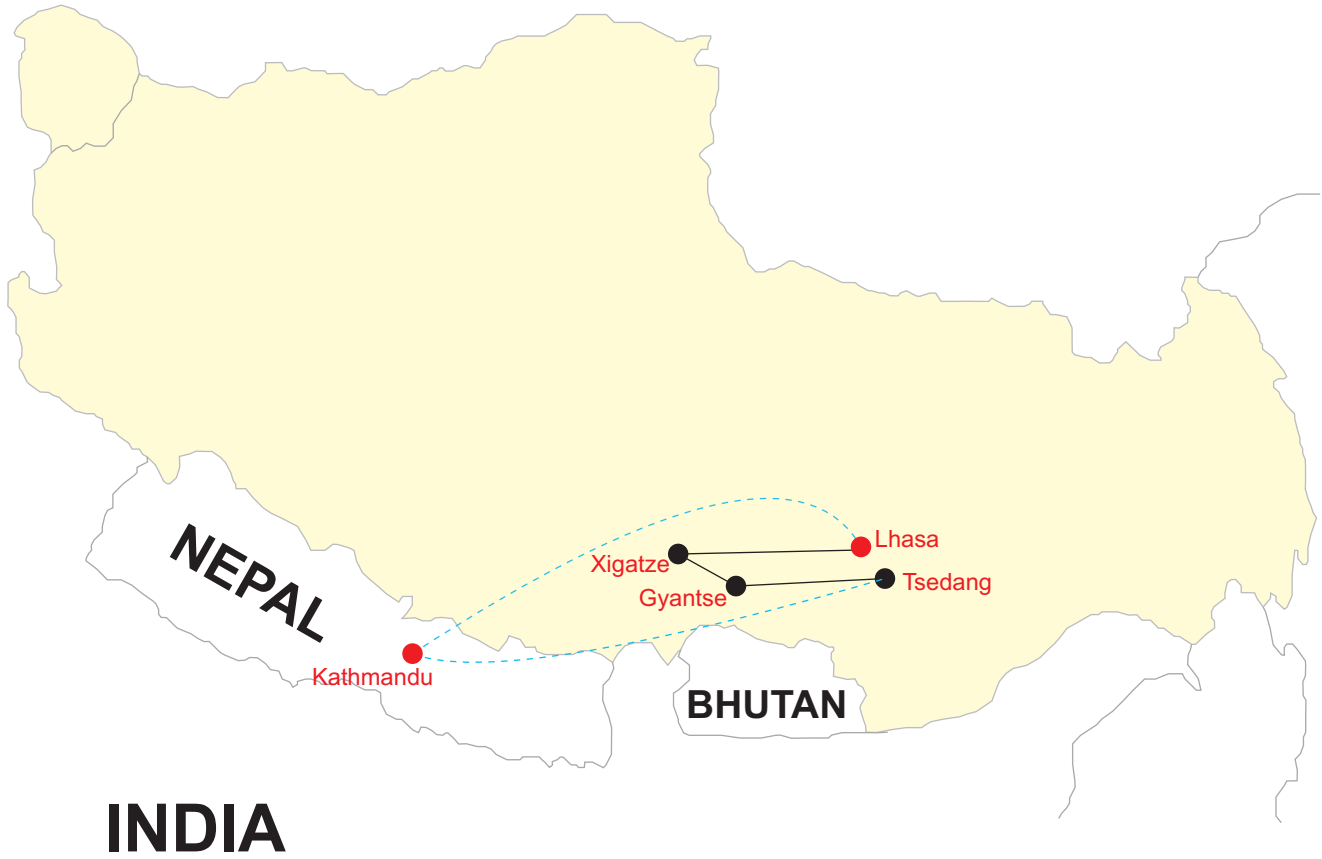 Lhasa
Xigatze
Tsedang
Gyantse
NEPAL
Kathmandu
BHUTAN
INDIA